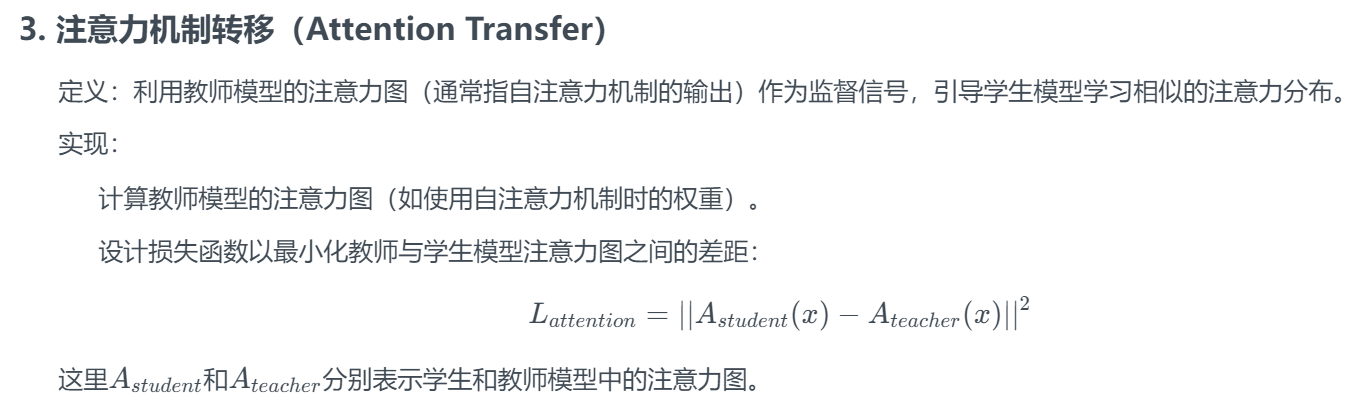 3. 注意力机制转移（Attention Transfer）
定义：利用教师模型的注意力图（通常指自注意力机制的输出）作为监督信号，引导学生模型学习相似的注意力分布。
实现：
计算教师模型的注意力图（如使用自注意力机制时的权重）。
设计损失函数以最小化教师与学生模型注意力图之间的差距：
$L_{attention} = ||A_{student}(x) - A_{teacher}(x)||^2$
这里$A_{student}$和$A_{teacher}$分别表示学生和教师模型中的注意力图。